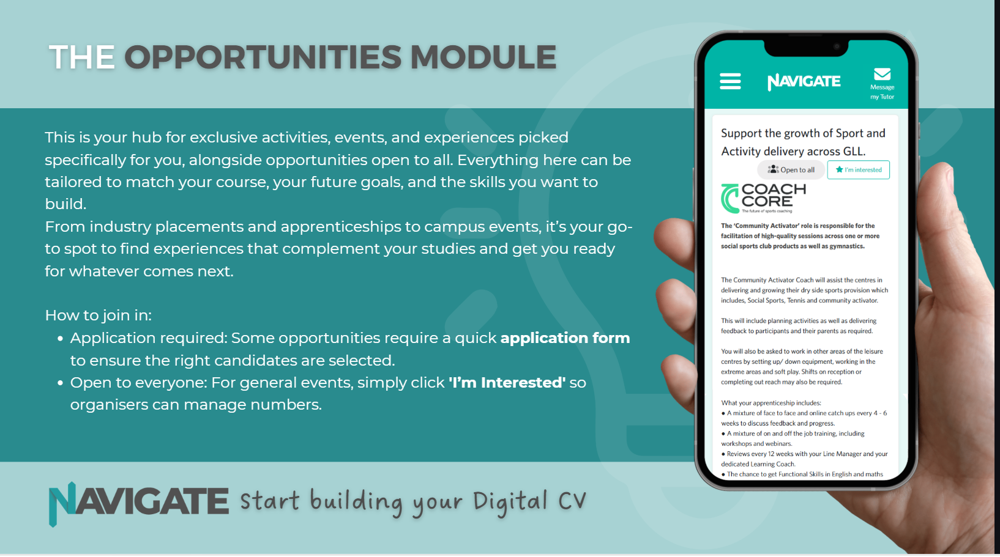 THE OPPORTUNITIES MODULE
This is your hub for exclusive activities, events, and experiences picked
specifically for you, alongside opportunities open to all. Everything here can be
tailored to match your course, your future goals, and the skills you want to
build.
From industry placements and apprenticeships to campus events, it’s your go-
to spot to find experiences that complement your studies and get you ready
for whatever comes next.
How to join in:
• Application required: Some opportunities require a quick application form
to ensure the right candidates are selected.
• Open to everyone: For general events, simply click 'I’m Interested' so
organisers can manage numbers.
NAVIGATE start building your Digital CV
NAVIGATE
Message
my Tutor
Support the growth of Sport and
Activity delivery across GLL.
Open to all
I'm interested
COACH
CORE
The future of sports coaching
The ‘Community Activator’ role is responsible for the
facilitation of high-quality sessions across one or more
social sports club products as well as gymnastics.
The Community Activator Coach will assist the centres in
delivering and growing their dry side sports provision which
includes, Social Sports, Tennis and community activator.
This will include planning activities as well as delivering
feedback to participants and their parents as required.
You will also be asked to work in other areas of the leisure
centres by setting up/ down equipment, working in the
extreme areas and soft play. Shifts on reception or
completing out reach may also be required.
What your apprenticeship includes:
● A mixture of face to face and online catch ups every 4 - 6
weeks to discuss feedback and progress.
● A mixture of on and off the job training, including
workshops and webinars.
● Reviews every 12 weeks with your Line Manager and your
dedicated Learning Coach.
● The chance to get Functional Skills in English and maths